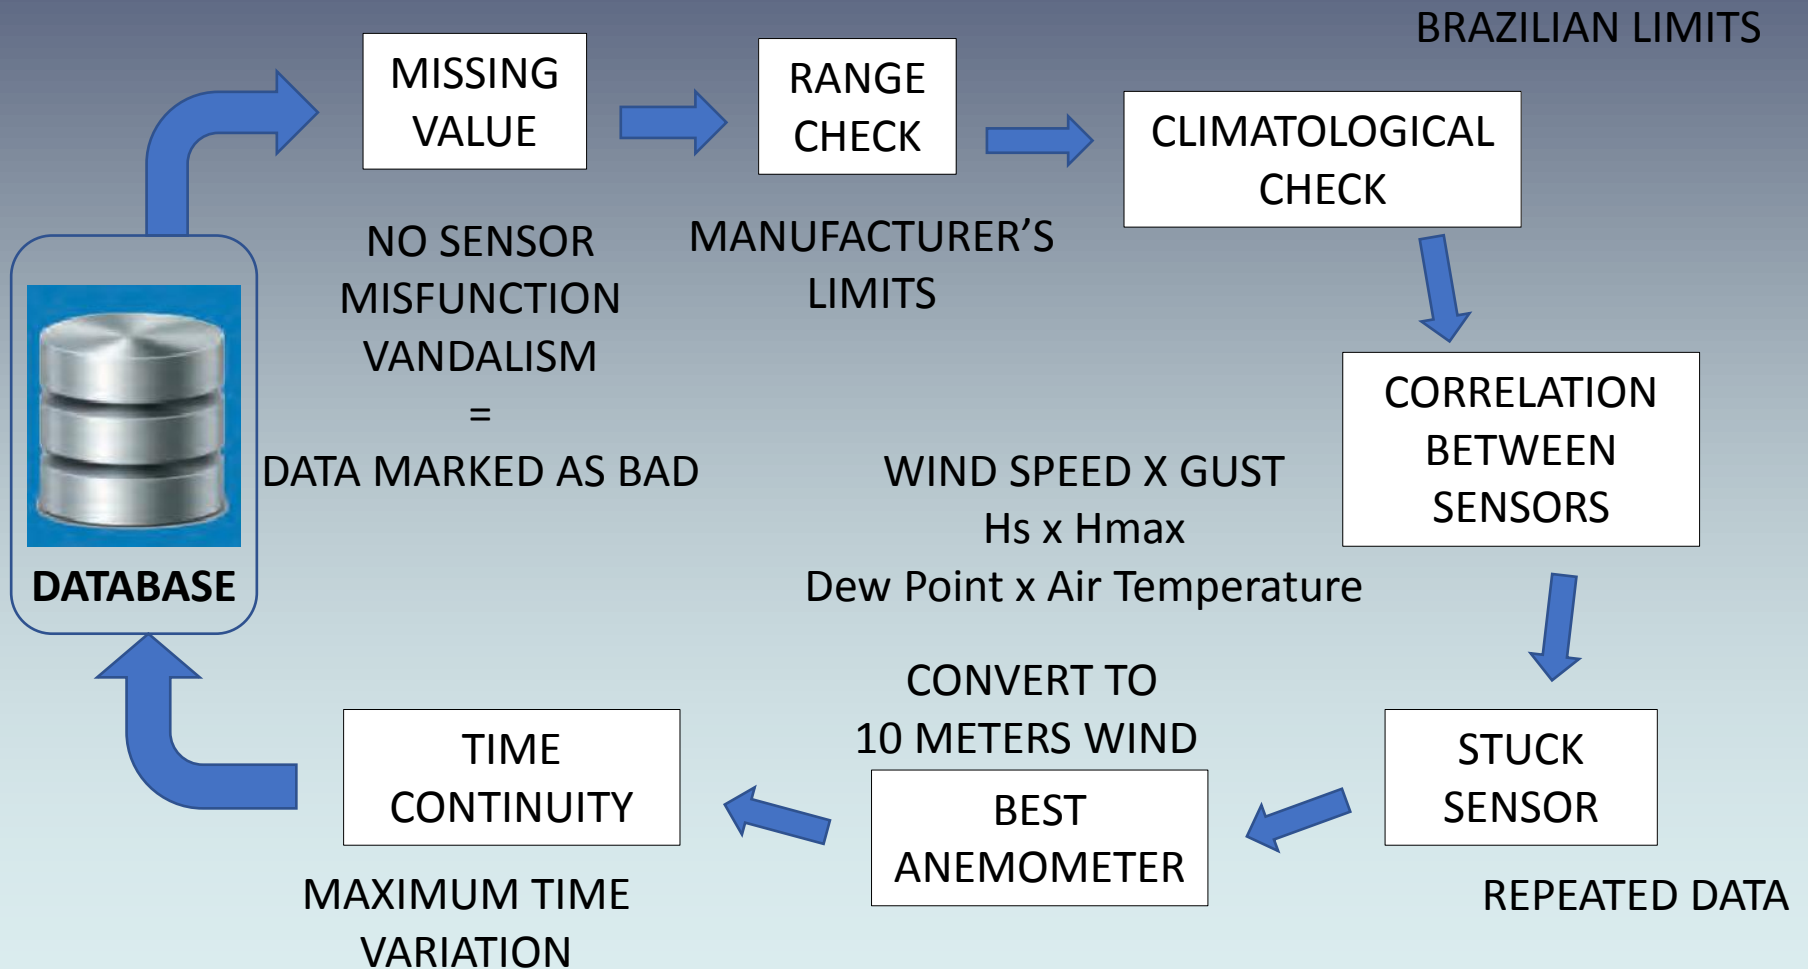 BRAZILIAN LIMITS
MISSING
VALUE
RANGE
CHECK
CLIMATOLOGICAL
CHECK
NO SENSOR
MISFUNCTION
VANDALISM
=
DATA MARKED AS BAD
MANUFACTURER’S
LIMITS
CORRELATION
BETWEEN
SENSORS
WIND SPEED X GUST
Hs x Hmax
Dew Point x Air Temperature
DATABASE
STUCK
SENSOR
REPEATED DATA
CONVERT TO
10 METERS WIND
BEST
ANEMOMETER
TIME
CONTINUITY
MAXIMUM TIME
VARIATION